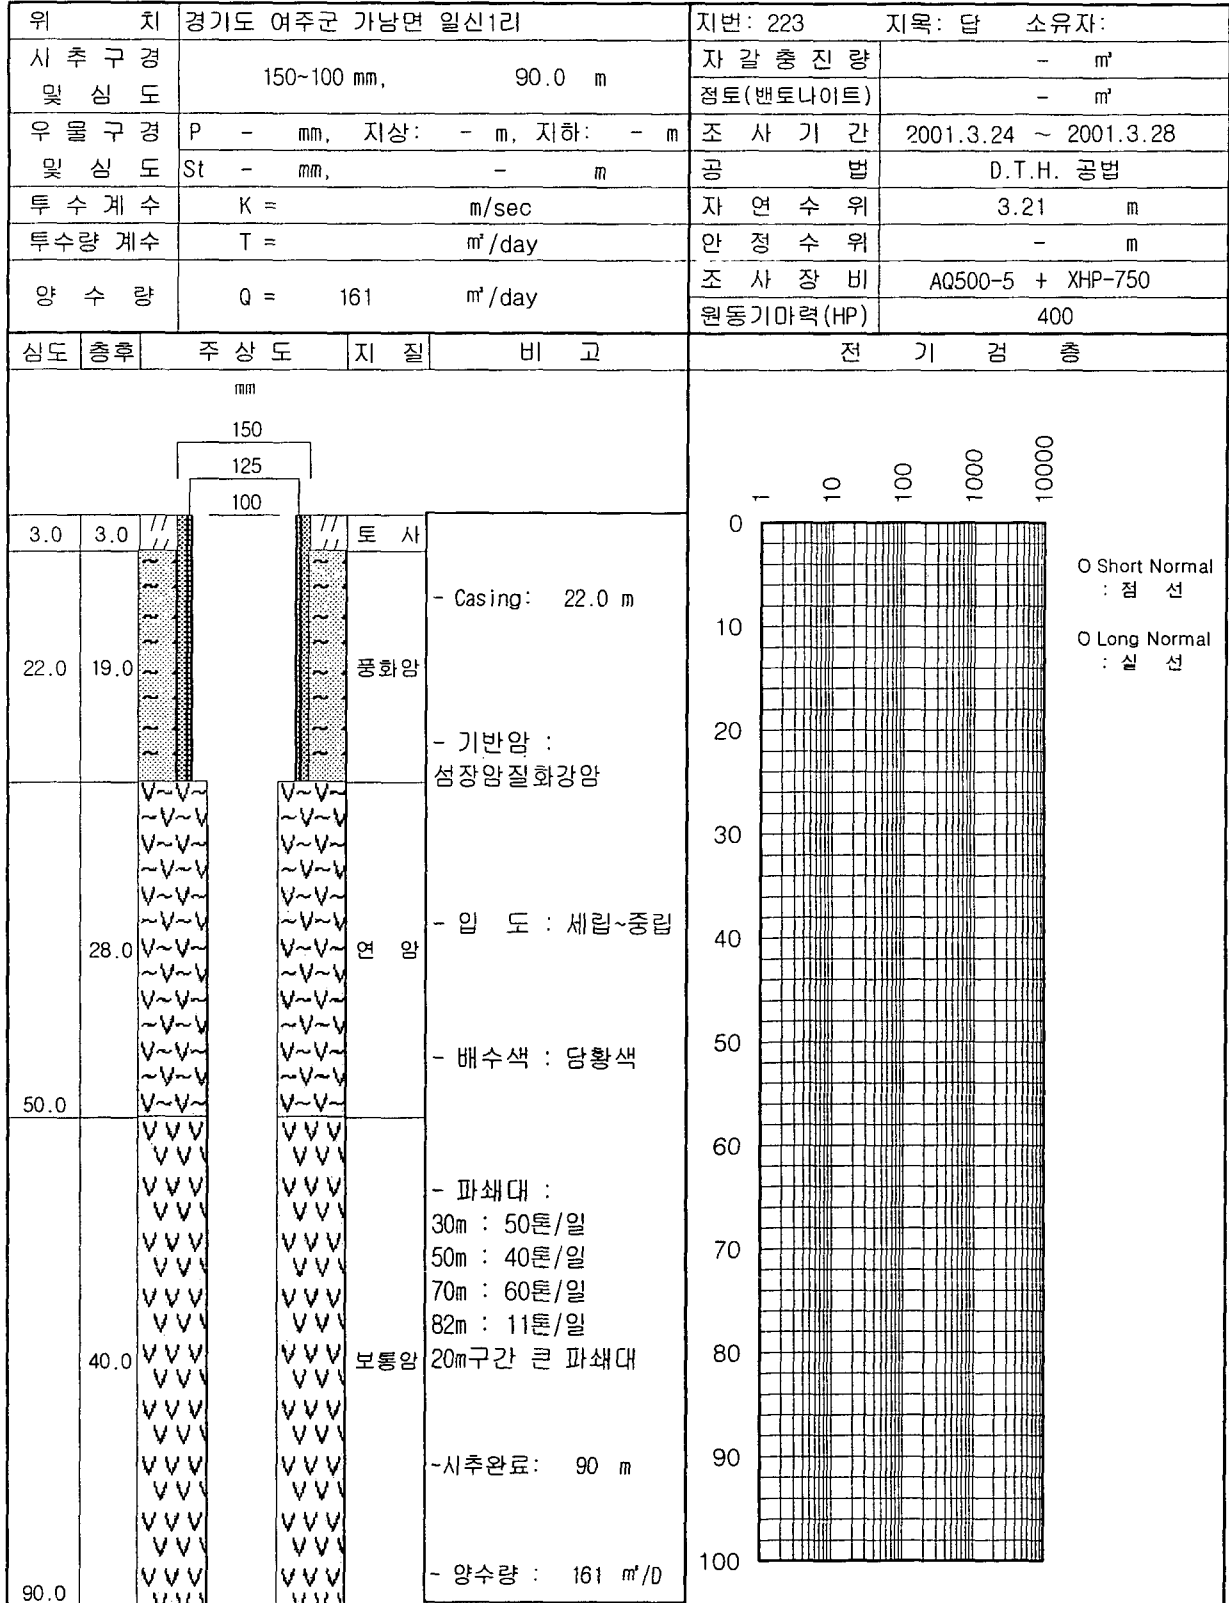 위 치 경기도 여주군 가남면 일신1리 지번: 223 지목: 답 소유자:
시 추 구 경 및 심 도 150~100 mm, 90.0 m
자 갈 충 진 량 - ㎥
점토(벤토나이트) - ㎥
우 물 구 경 및 심 도 P - mm, 지상: - m, 지하: - m
St - mm, - m
조 사 기 간 2001.3.24 ~ 2001.3.28
공 법 D.T.H. 공법
투 수 계 수 K = m/sec
자 연 수 위 3.21 m
투수량 계수 T = ㎡/day
안 정 수 위 - m
양 수 량 Q = 161 ㎥/day
조 사 장 비 AQ500-5 + XHP-750
원동기마력(HP) 400
심도 층후 주 상 도 지 질 비 고 전 기 검 층
mm
150
125
100
3.0 3.0 토 사
- Casing: 22.0 m
22.0 19.0 풍화암
- 기반암 :
섬장암질화강암
- 입 도 : 세립~중립
28.0 연 암
- 배수색 : 담황색
50.0
- 파쇄대 :
30m : 50톤/일
50m : 40톤/일
70m : 60톤/일
82m : 11톤/일
40.0 보통암 20m구간 큰 파쇄대
~시추완료: 90 m
- 양수량 : 161 ㎥/D
90.0
1 10 100 1000 10000
0
10
20
30
40
50
60
70
80
90
100
O Short Normal
: 점 선
O Long Normal
: 실 선